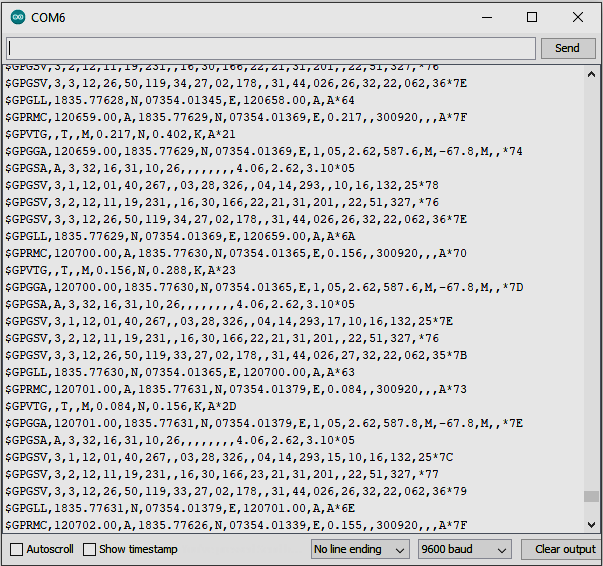 COM6
Send
$GPGSV,3,2,12,11,19,231,,16,30,166,22,21,31,201,,22,51,327,*76
$GPGSV,3,3,12,26,50,119,34,27,02,178,,31,44,026,26,32,22,062,36*7E
$GPGLL,1835.77628,N,07354.01345,E,120658.00,A,A*64
$GPRMC,120659.00,A,1835.77629,N,07354.01369,E,0.217,,300920,,,A*7F
$GPVTG,,T,,M,0.217,N,0.402,K,A*21
$GPGGA,120659.00,1835.77629,N,07354.01369,E,1,05,2.62,587.6,M,-67.8,M,,*74
$GPGSA,A,3,32,16,31,10,26,,,,,,,,4.06,2.62,3.10*05
$GPGSV,3,1,12,01,40,267,,03,28,326,,04,14,293,,10,16,132,25*78
$GPGSV,3,2,12,11,19,231,,16,30,166,22,21,31,201,,22,51,327,*76
$GPGSV,3,3,12,26,50,119,34,27,02,178,,31,44,026,26,32,22,062,36*7E
$GPGLL,1835.77629,N,07354.01369,E,120659.00,A,A*6A
$GPRMC,120700.00,A,1835.77630,N,07354.01365,E,0.156,,300920,,,A*70
$GPVTG,,T,,M,0.156,N,0.288,K,A*23
$GPGGA,120700.00,1835.77630,N,07354.01365,E,1,05,2.62,587.6,M,-67.8,M,,*7D
$GPGSA,A,3,32,16,31,10,26,,,,,,,,4.06,2.62,3.10*05
$GPGSV,3,1,12,01,40,267,,03,28,326,,04,14,293,17,10,16,132,25*7E
$GPGSV,3,2,12,11,19,231,,16,30,166,22,21,31,201,,22,51,327,*76
$GPGSV,3,3,12,26,50,119,33,27,02,178,,31,44,026,27,32,22,062,35*7B
$GPGLL,1835.77630,N,07354.01365,E,120700.00,A,A*63
$GPRMC,120701.00,A,1835.77631,N,07354.01379,E,0.084,,300920,,,A*73
$GPVTG,,T,,M,0.084,N,0.156,K,A*2D
$GPGGA,120701.00,1835.77631,N,07354.01379,E,1,05,2.62,587.8,M,-67.8,M,,*7E
$GPGSA,A,3,32,16,31,10,26,,,,,,,,4.06,2.62,3.10*05
$GPGSV,3,1,12,01,40,267,,03,28,326,,04,14,293,15,10,16,132,25*7C
$GPGSV,3,2,12,11,19,231,,16,30,166,23,21,31,201,,22,51,327,*77
$GPGSV,3,3,12,26,50,119,33,27,02,178,,31,44,026,26,32,22,062,36*79
$GPGLL,1835.77631,N,07354.01379,E,120701.00,A,A*6E
$GPRMC,120702.00,A,1835.77626,N,07354.01339,E,0.155,,300920,,,A*7F
Autoscroll Show timestamp No line ending 9600 baud Clear output